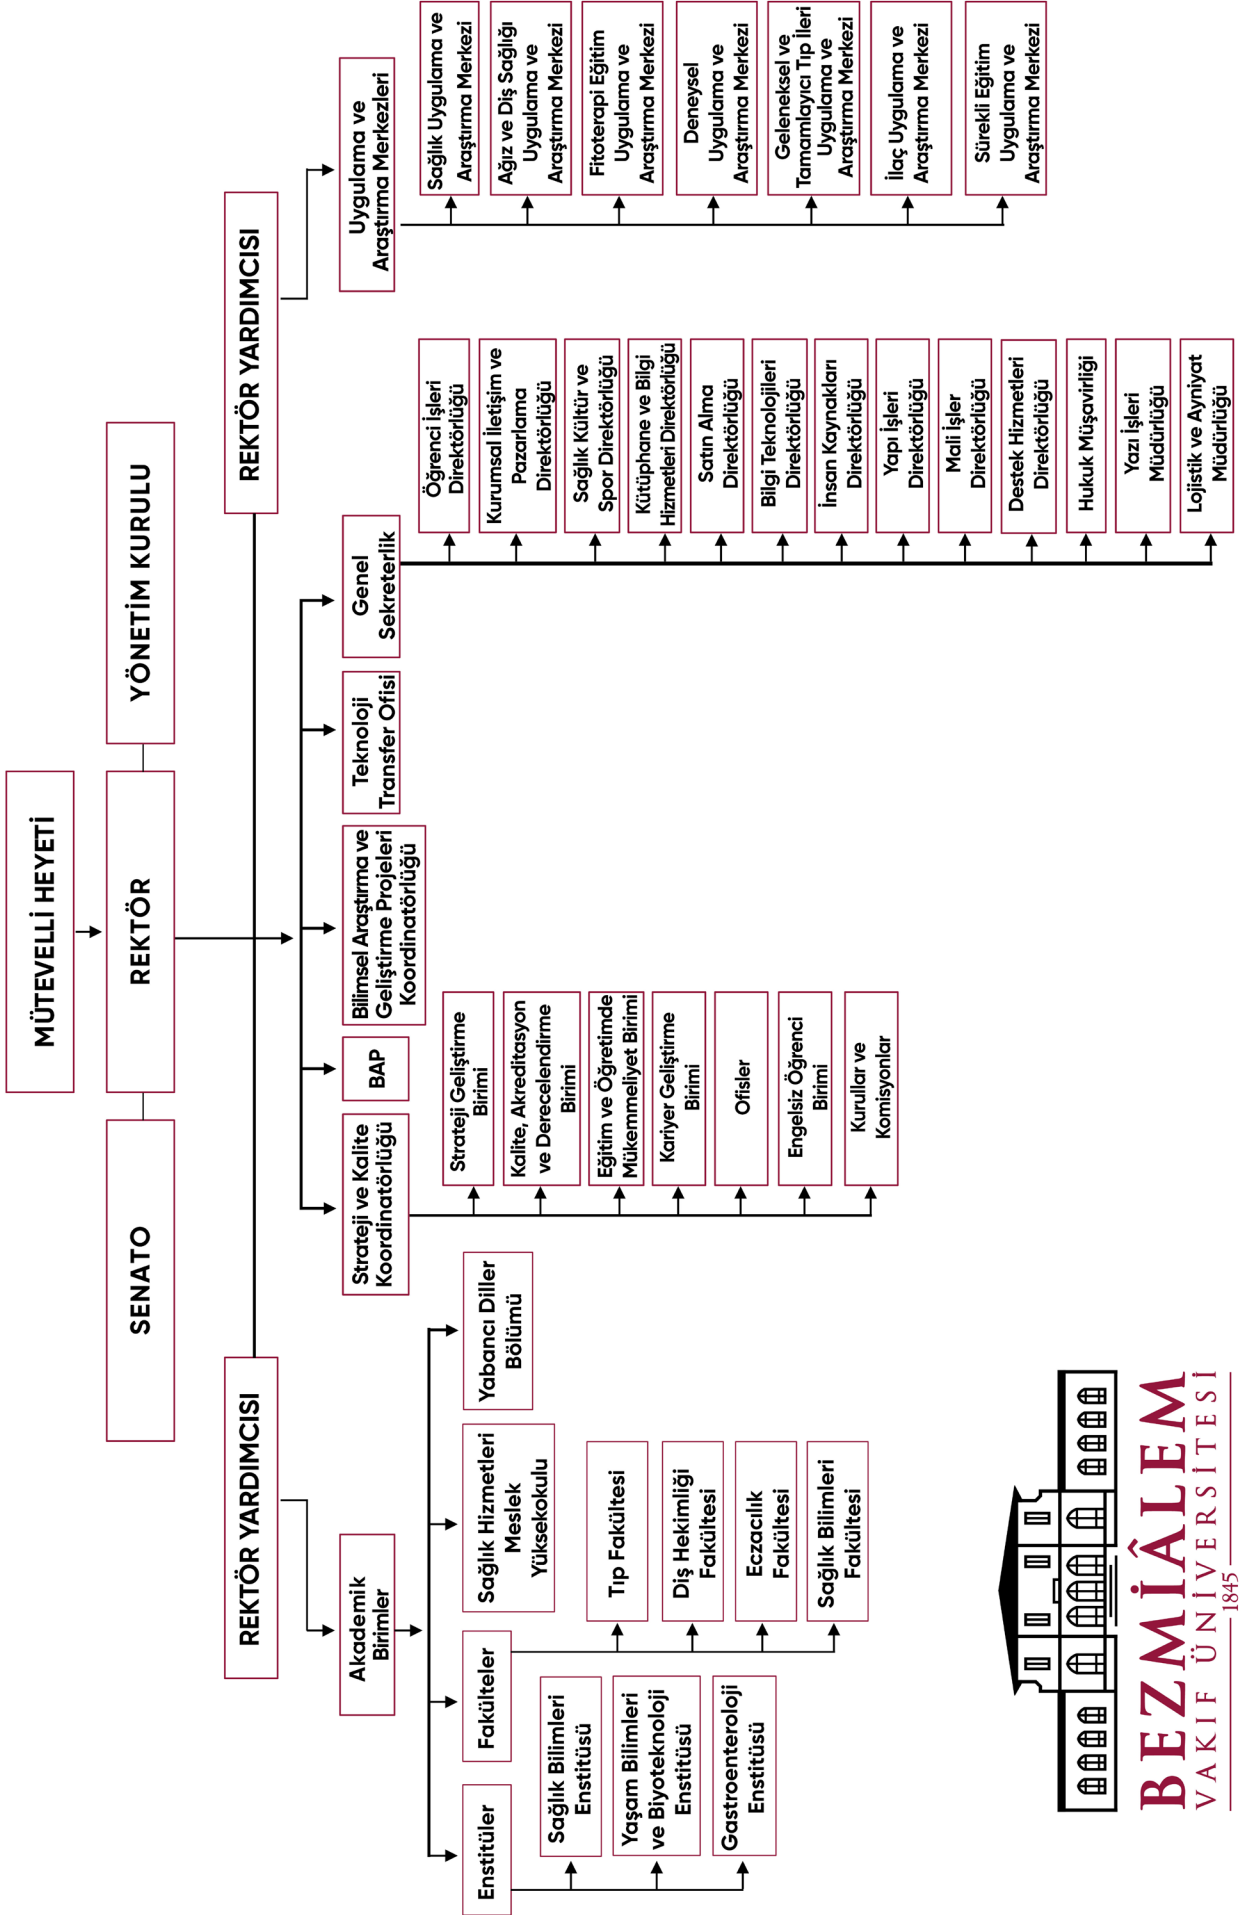 MÜTEVELLİ HEYETİ
SENATO
REKTÖR
YÖNETİM KURULU
REKTÖR YARDIMCISI
REKTÖR YARDIMCISI
Akademik
Birimler
Enstitüler
Sağlık Bilimleri
Enstitüsü
Yaşam Bilimleri
ve Biyoteknoloji
Enstitüsü
Gastroenteroloji
Enstitüsü
Fakülteler
Tıp Fakültesi
Diş Hekimliği
Fakültesi
Eczacılık
Fakültesi
Sağlık Bilimleri
Fakültesi
Sağlık Hizmetleri
Meslek
Yüksekokulu
Yabancı Diller
Bölümü
Strateji ve Kalite
Koordinatörlüğü
Strateji Geliştirme
Birimi
Kalite, Akreditasyon
ve Derecelendirme
Birimi
Eğitim ve Öğretimde
Mükemmeliyet Birimi
Kariyer Geliştirme
Birimi
Ofisler
Engelsiz Öğrenci
Birimi
Kurullar ve
Komisyonlar
BAP
Bilimsel Araştırma ve
Geliştirme Projeleri
Koordinatörlüğü
Teknoloji
Transfer Ofisi
Genel
Sekreterlik
Öğrenci İşleri
Direktörlüğü
Kurumsal İletişim ve
Pazarlama
Direktörlüğü
Sağlık Kültür ve
Spor Direktörlüğü
Kütüphane ve Bilgi
Hizmetleri Direktörlüğü
Satın Alma
Direktörlüğü
Bilgi Teknolojileri
Direktörlüğü
İnsan Kaynakları
Direktörlüğü
Yapı İşleri
Direktörlüğü
Mali İşler
Direktörlüğü
Destek Hizmetleri
Direktörlüğü
Hukuk Müşavirliği
Yazı İşleri
Müdürlüğü
Lojistik ve Ayniyat
Müdürlüğü
Uygulama ve
Araştırma Merkezleri
Sağlık Uygulama ve
Araştırma Merkezi
Ağız ve Diş Sağlığı
Uygulama ve
Araştırma Merkezi
Fitoterapi Eğitim
Uygulama ve
Araştırma Merkezi
Deneysel
Uygulama ve
Araştırma Merkezi
Geleneksel ve
Tamamlayıcı Tıp İleri
Uygulama ve
Araştırma Merkezi
İlaç Uygulama ve
Araştırma Merkezi
Sürekli Eğitim
Uygulama ve
Araştırma Merkezi
BEZMİÂLEM
VAKIF ÜNİVERSİTESİ
1845